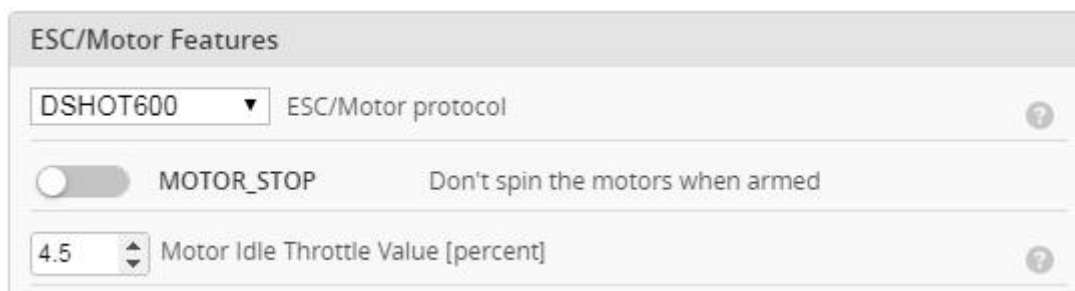 ESC/Motor Features
DSHOT600 ESC/Motor protocol
MOTOR_STOP Don't spin the motors when armed
4.5 Motor Idle Throttle Value [percent]